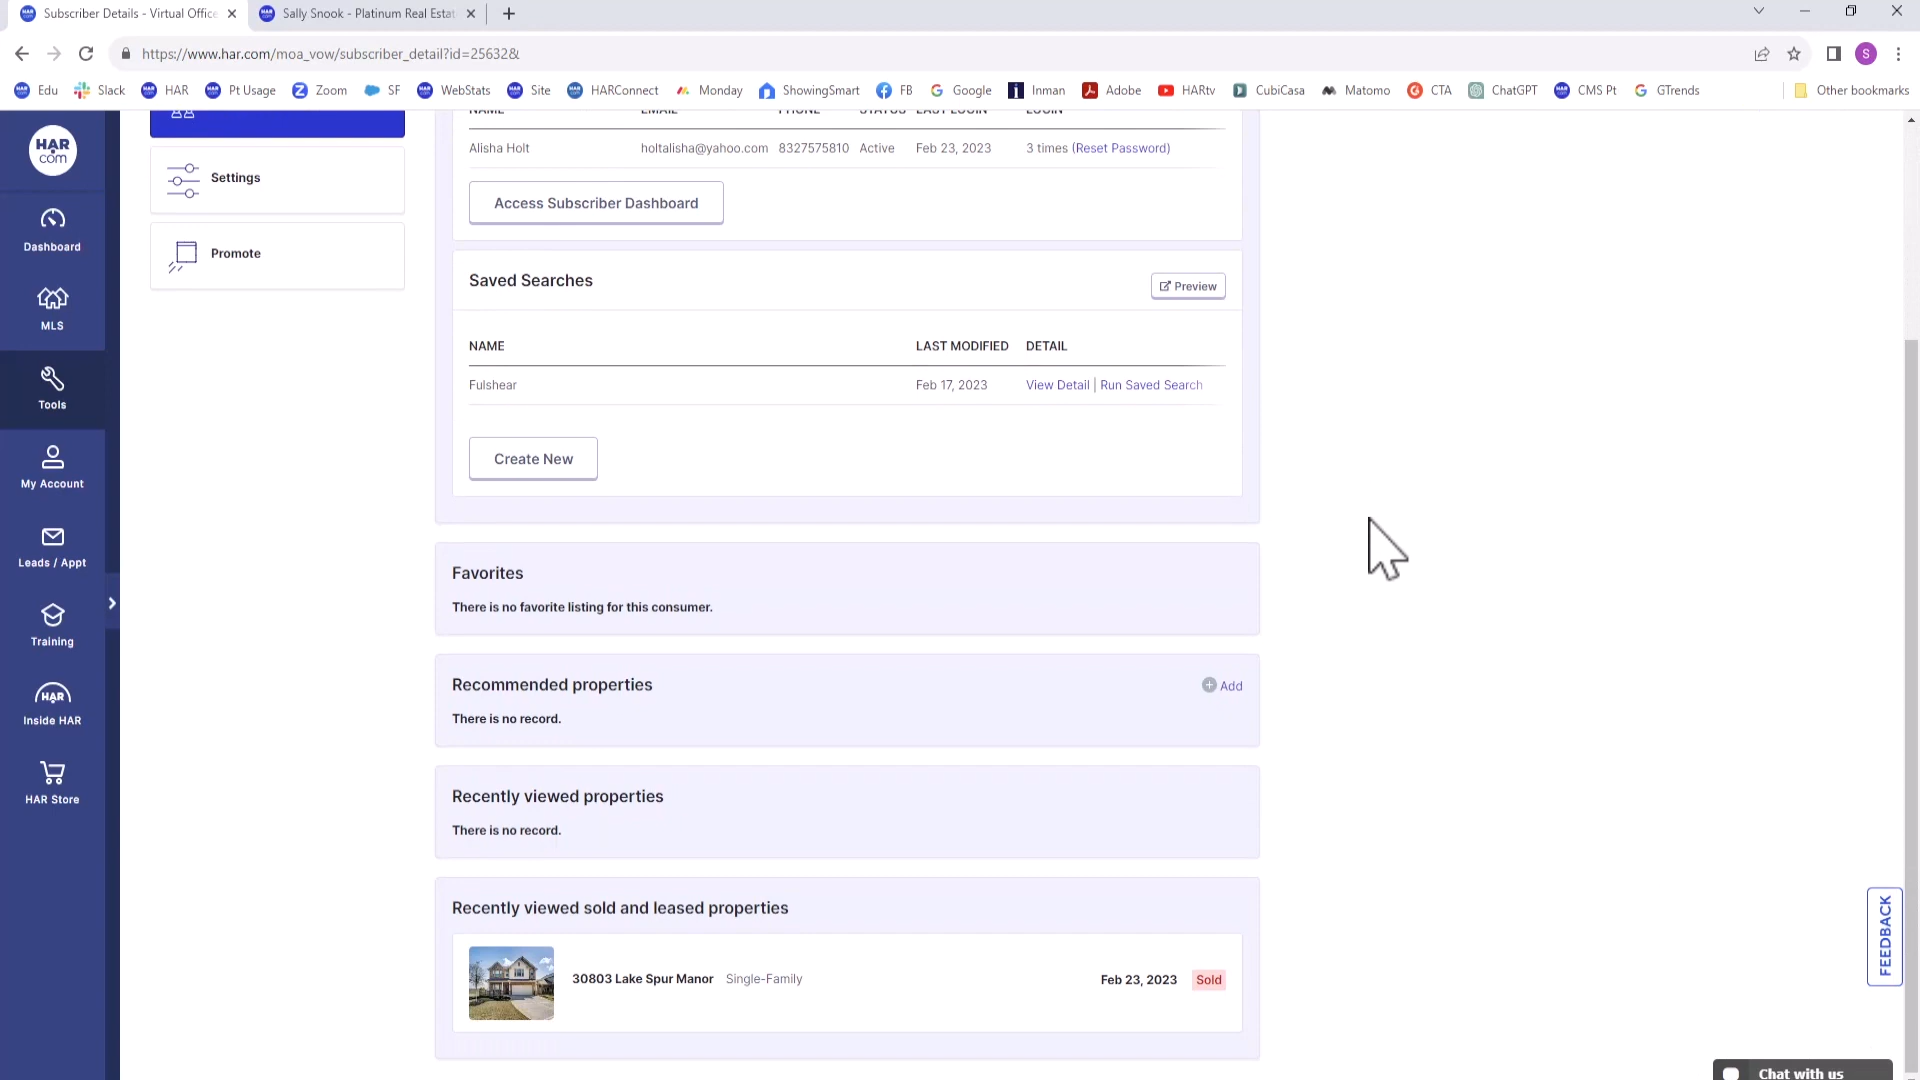 Subscriber Details - Virtual Office
Sally Snook - Platinum Real Esta
https://www.har.com/moa_vow/subscriber_detail?id=25632&
S
Edu Slack HAR Pt Usage Zoom SF WebStats Site HARConnect Monday ShowingSmart FB Google Inman Adobe HARtv CubiCasa Matomo CTA ChatGPT CMS Pt GTrends Other bookmarks
HAR
com
Dashboard
MLS
Tools
My Account
Leads / Appt
Training
HAR
Inside HAR
HAR Store
Settings
Promote
NAME EMAIL PHONE STATUS LAST LOGIN LOGIN
Alisha Holt holtalisha@yahoo.com 8327575810 Active Feb 23, 2023 3 times (Reset Password)
Access Subscriber Dashboard
Saved Searches
Preview
NAME LAST MODIFIED DETAIL
Fulshear Feb 17, 2023 View Detail | Run Saved Search
Create New
Favorites
There is no favorite listing for this consumer.
Recommended properties
Add
There is no record.
Recently viewed properties
There is no record.
Recently viewed sold and leased properties
30803 Lake Spur Manor Single-Family Feb 23, 2023 Sold
FEEDBACK
Chat with us